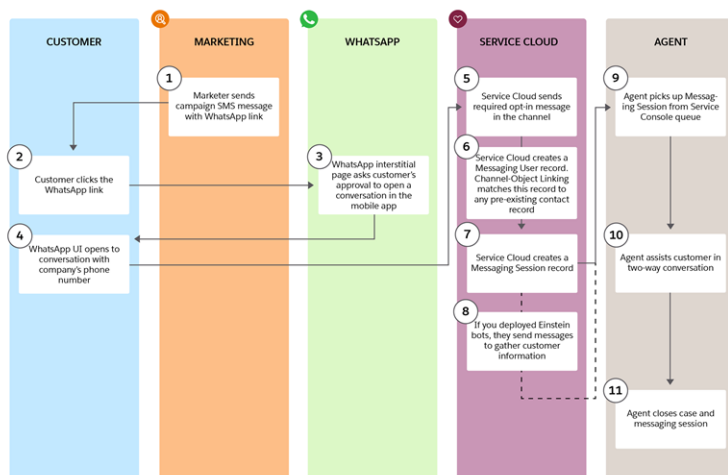 CUSTOMER
MARKETING
WHATSAPP
SERVICE CLOUD
AGENT
1
Marketer sends
campaign SMS message
with WhatsApp link
2
Customer clicks the
WhatsApp link
3
WhatsApp interstitial
page asks customer's
approval to open a
conversation in the
mobile app
4
WhatsApp UI opens to
conversation with
company's phone
number
5
Service Cloud sends
required opt-in message
in the channel
6
Service Cloud creates a
Messaging User record.
Channel-Object Linking
matches this record to
any pre-existing contact
record
7
Service Cloud creates a
Messaging Session record
8
If you deployed Einstein
bots, they send messages
to gather customer
information
9
Agent picks up Messag-
ing Session from Service
Console queue
10
Agent assists customer in
two-way conversation
11
Agent closes case and
messaging session